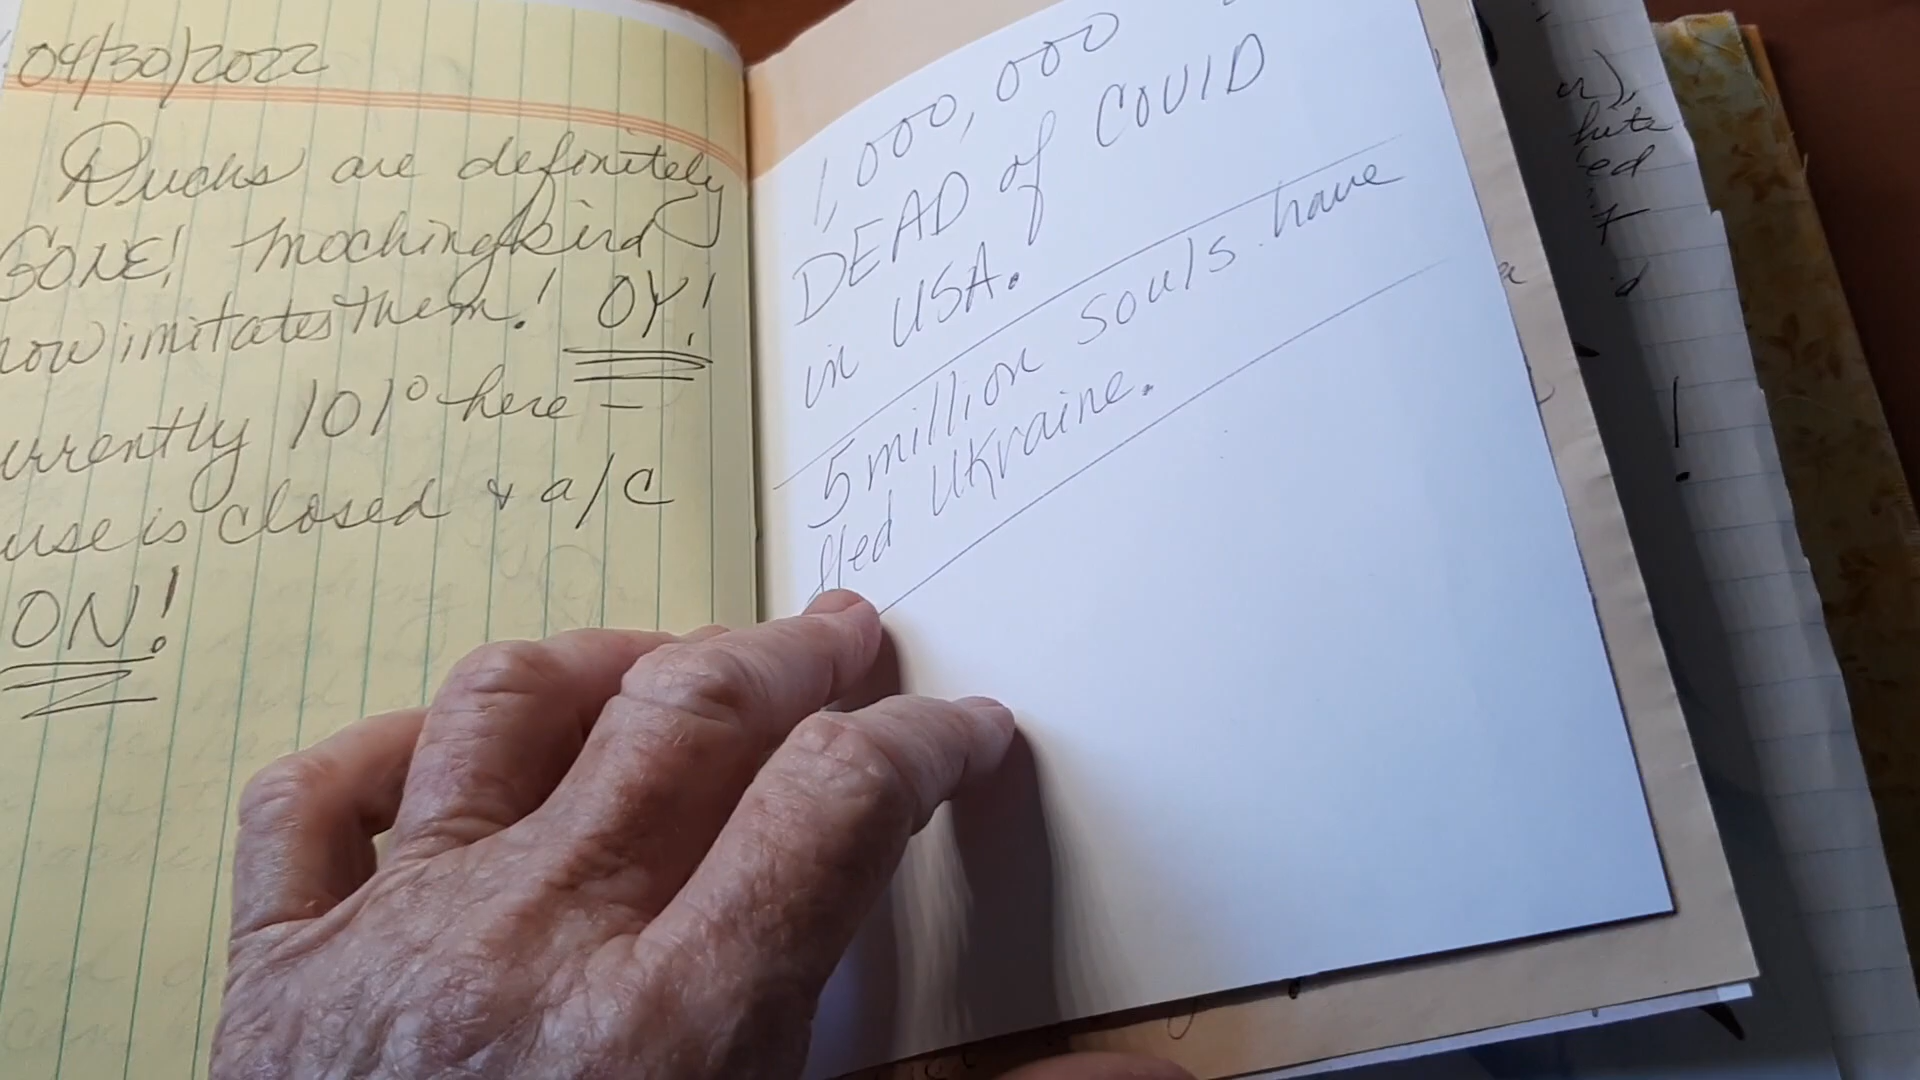 04/30/2022
Ducks are definitely
GONE! Mockingbird
now imitates them! OY!
urrently 101° here –
use is closed & a/c
ON!
1,000,000
DEAD of COVID
in USA.
5 million souls have
fled Ukraine.